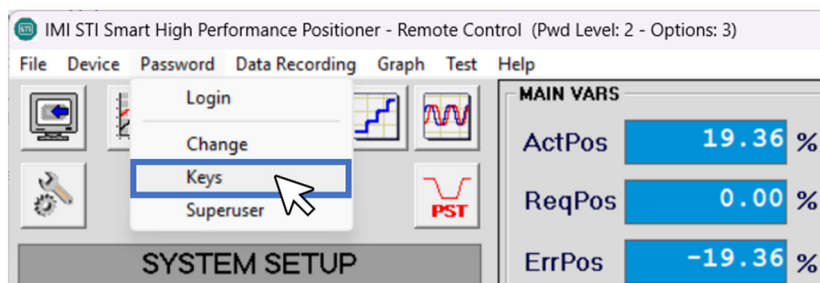 IMI STI Smart High Performance Positioner - Remote Control (Pwd Level: 2 - Options: 3)
File Device Password Data Recording Graph Test Help
Login
Change
Keys
Superuser
PST
SYSTEM SETUP
MAIN VARS
ActPos 19.36 %
ReqPos 0.00 %
ErrPos -19.36 %